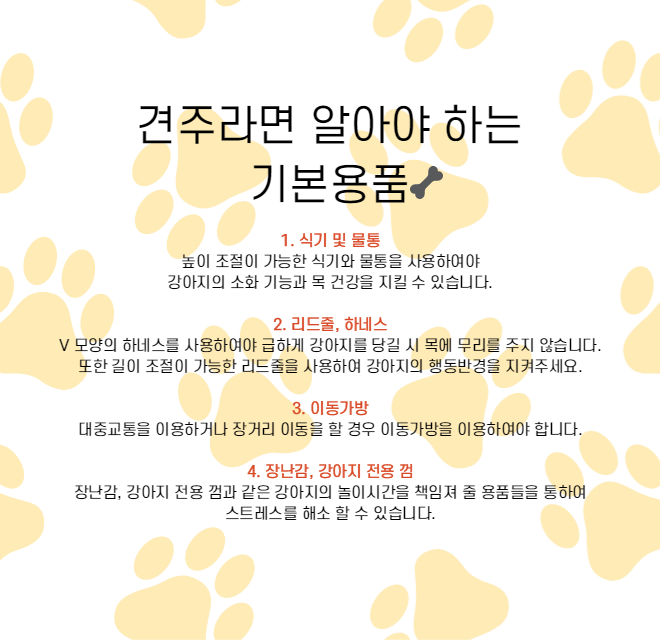 견주라면 알아야 하는
기본용품
1. 식기 및 물통
높이 조절이 가능한 식기와 물통을 사용하여야
강아지의 소화 기능과 목 건강을 지킬 수 있습니다.
2. 리드줄, 하네스
V 모양의 하네스를 사용하여야 급하게 강아지를 당길 시 목에 무리를 주지 않습니다.
또한 길이 조절이 가능한 리드줄을 사용하여 강아지의 행동반경을 지켜주세요.
3. 이동가방
대중교통을 이용하거나 장거리 이동을 할 경우 이동가방을 이용하여야 합니다.
4. 장난감, 강아지 전용 껌
장난감, 강아지 전용 껌과 같은 강아지의 놀이시간을 책임져 줄 용품들을 통하여
스트레스를 해소 할 수 있습니다.